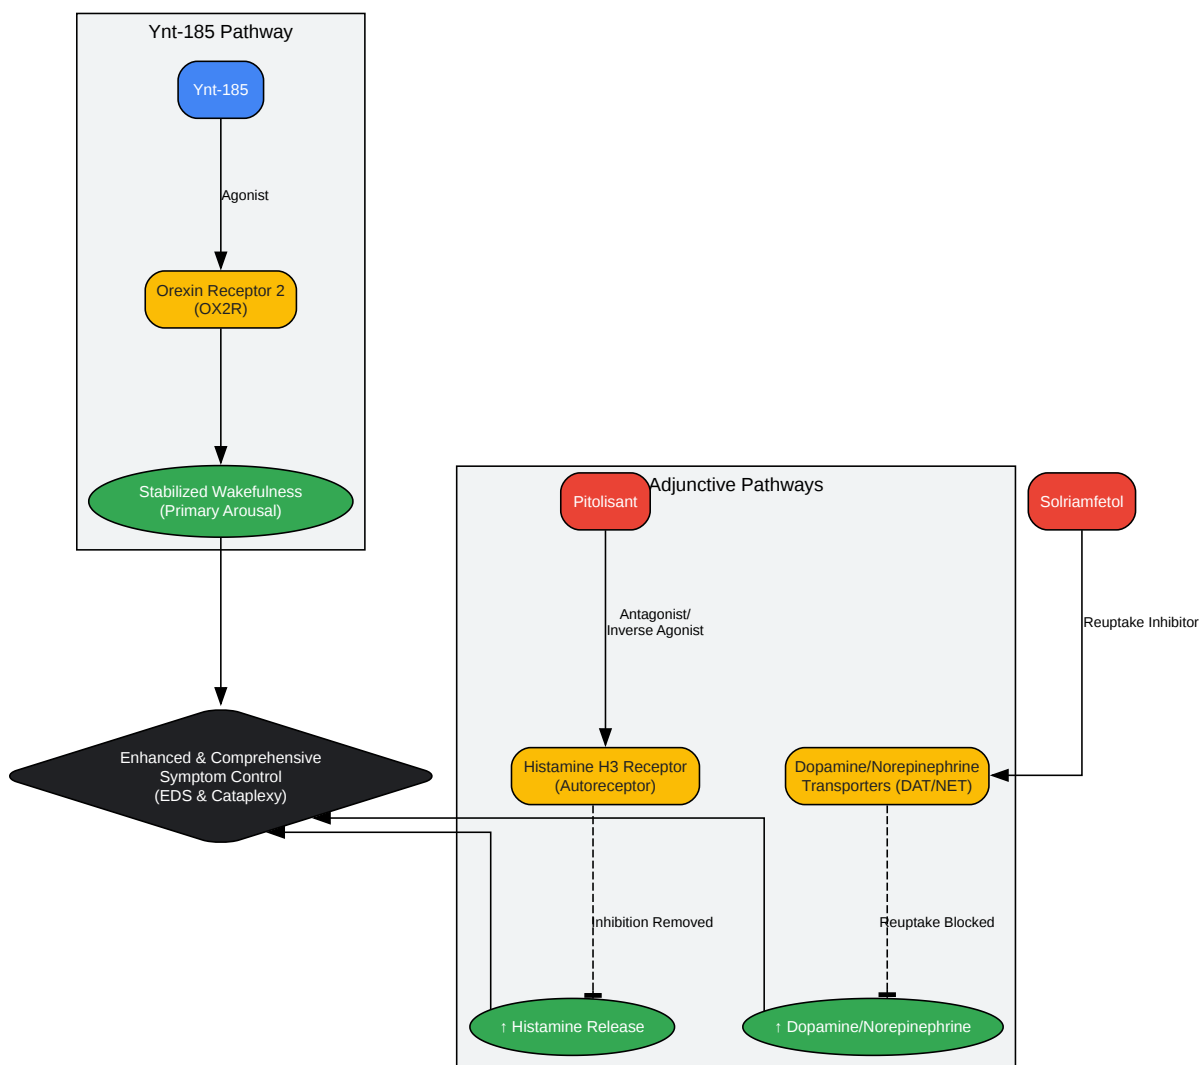 Ynt-185 Pathway
Ynt-185
Agonist
Orexin Receptor 2
(OX2R)
Stabilized Wakefulness
(Primary Arousal)
Adjunctive Pathways
Pitolisant
Solriamfetol
Antagonist/
Inverse Agonist
Reuptake Inhibitor
Enhanced & Comprehensive
Symptom Control
(EDS & Cataplexy)
Histamine H3 Receptor
(Autoreceptor)
Dopamine/Norepinephrine
Transporters (DAT/NET)
Inhibition Removed
Reuptake Blocked
↑ Histamine Release
↑ Dopamine/Norepinephrine